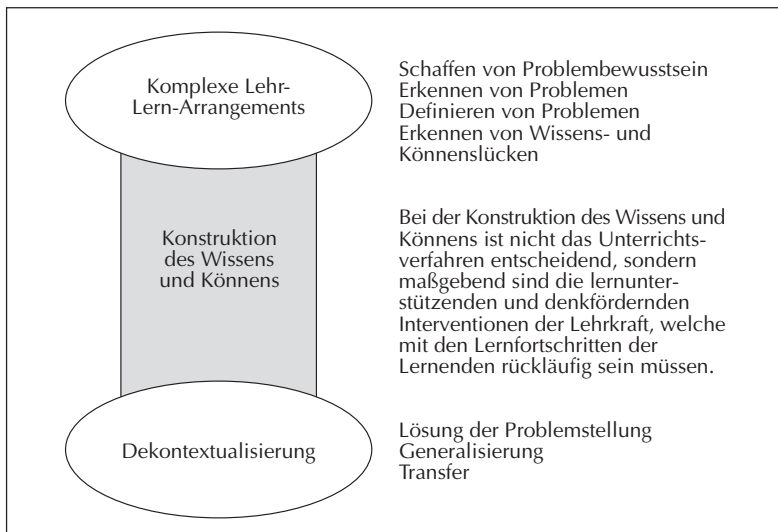 Komplexe Lehr-
Lern-Arrangements
Schaffen von Problembewusstsein
Erkennen von Problemen
Definieren von Problemen
Erkennen von Wissens- und
Könnenslücken
Konstruktion
des Wissens
und Könnens
Bei der Konstruktion des Wissens und
Könnens ist nicht das Unterrichts-
verfahren entscheidend, sondern
maßgebend sind die lernunter-
stützenden und denkfördernden
Interventionen der Lehrkraft, welche
mit den Lernfortschritten der
Lernenden rückläufig sein müssen.
Dekontextualisierung
Lösung der Problemstellung
Generalisierung
Transfer